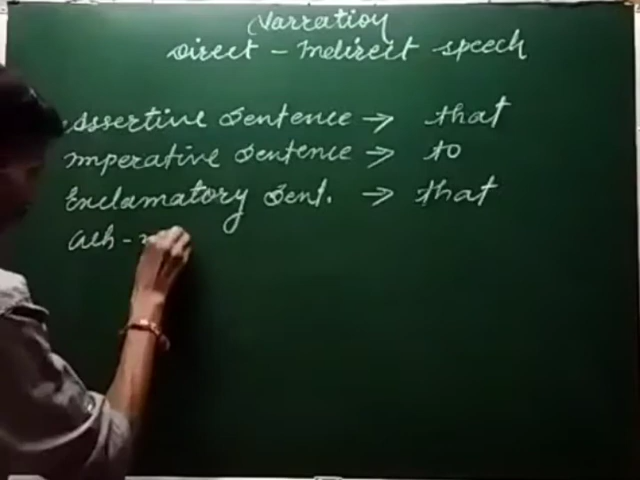 Narration
Direct - Indirect speech
Assertive Sentence → that
Imperative Sentence → to
Exclamatory Sent. → that
Wh -